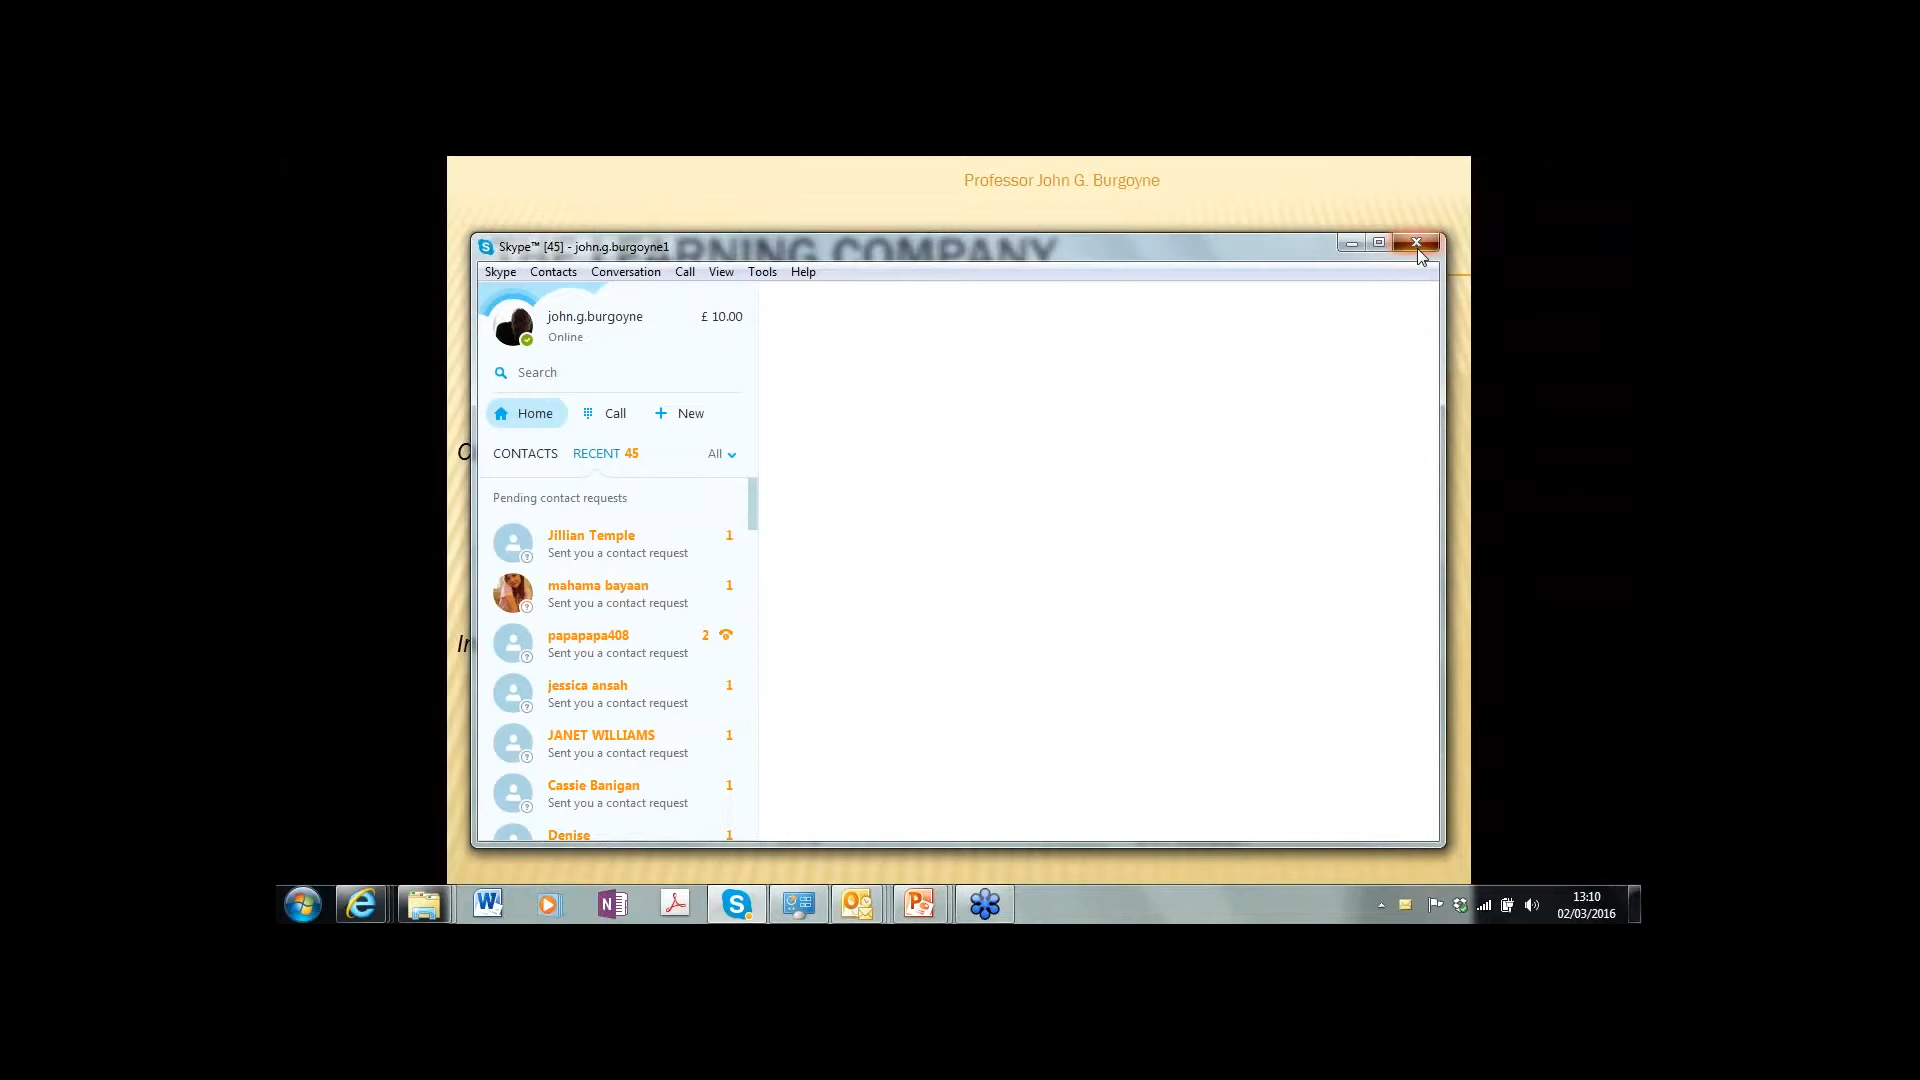 Professor John G. Burgoyne
LEARNING COMPANY
Skype™ [45] - john.g.burgoyne1
Skype Contacts Conversation Call View Tools Help
john.g.burgoyne £ 10.00
Online
Search
Home Call New
CONTACTS RECENT 45 All
Pending contact requests
Jillian Temple 1
Sent you a contact request
mahama bayaan 1
Sent you a contact request
papapapa408 2
Sent you a contact request
jessica ansah 1
Sent you a contact request
JANET WILLIAMS 1
Sent you a contact request
Cassie Banigan 1
Sent you a contact request
Denise 1
13:10
02/03/2016